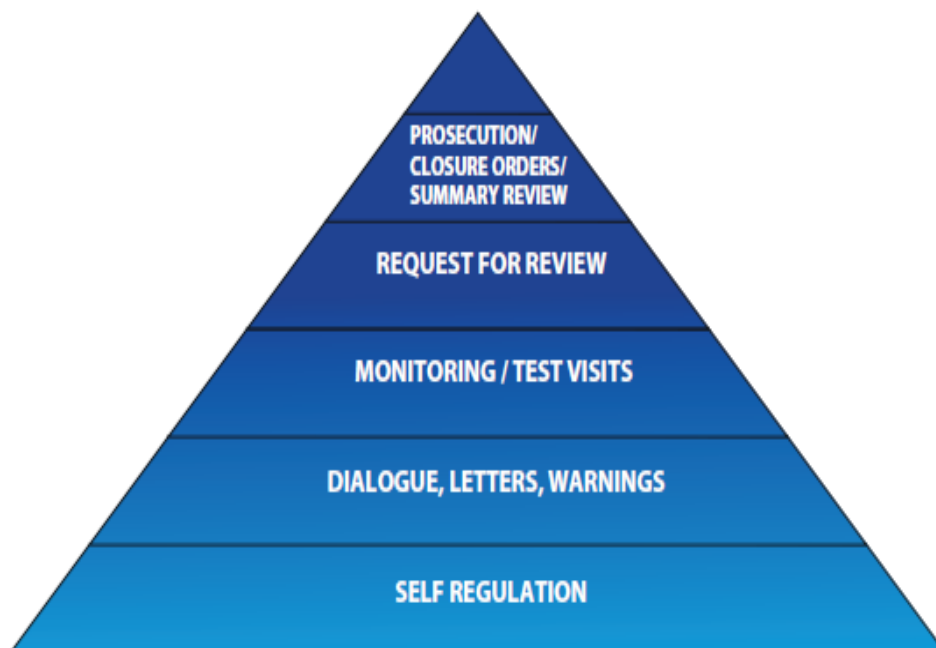 PROSECUTION/
CLOSURE ORDERS/
SUMMARY REVIEW
REQUEST FOR REVIEW
MONITORING / TEST VISITS
DIALOGUE, LETTERS, WARNINGS
SELF REGULATION